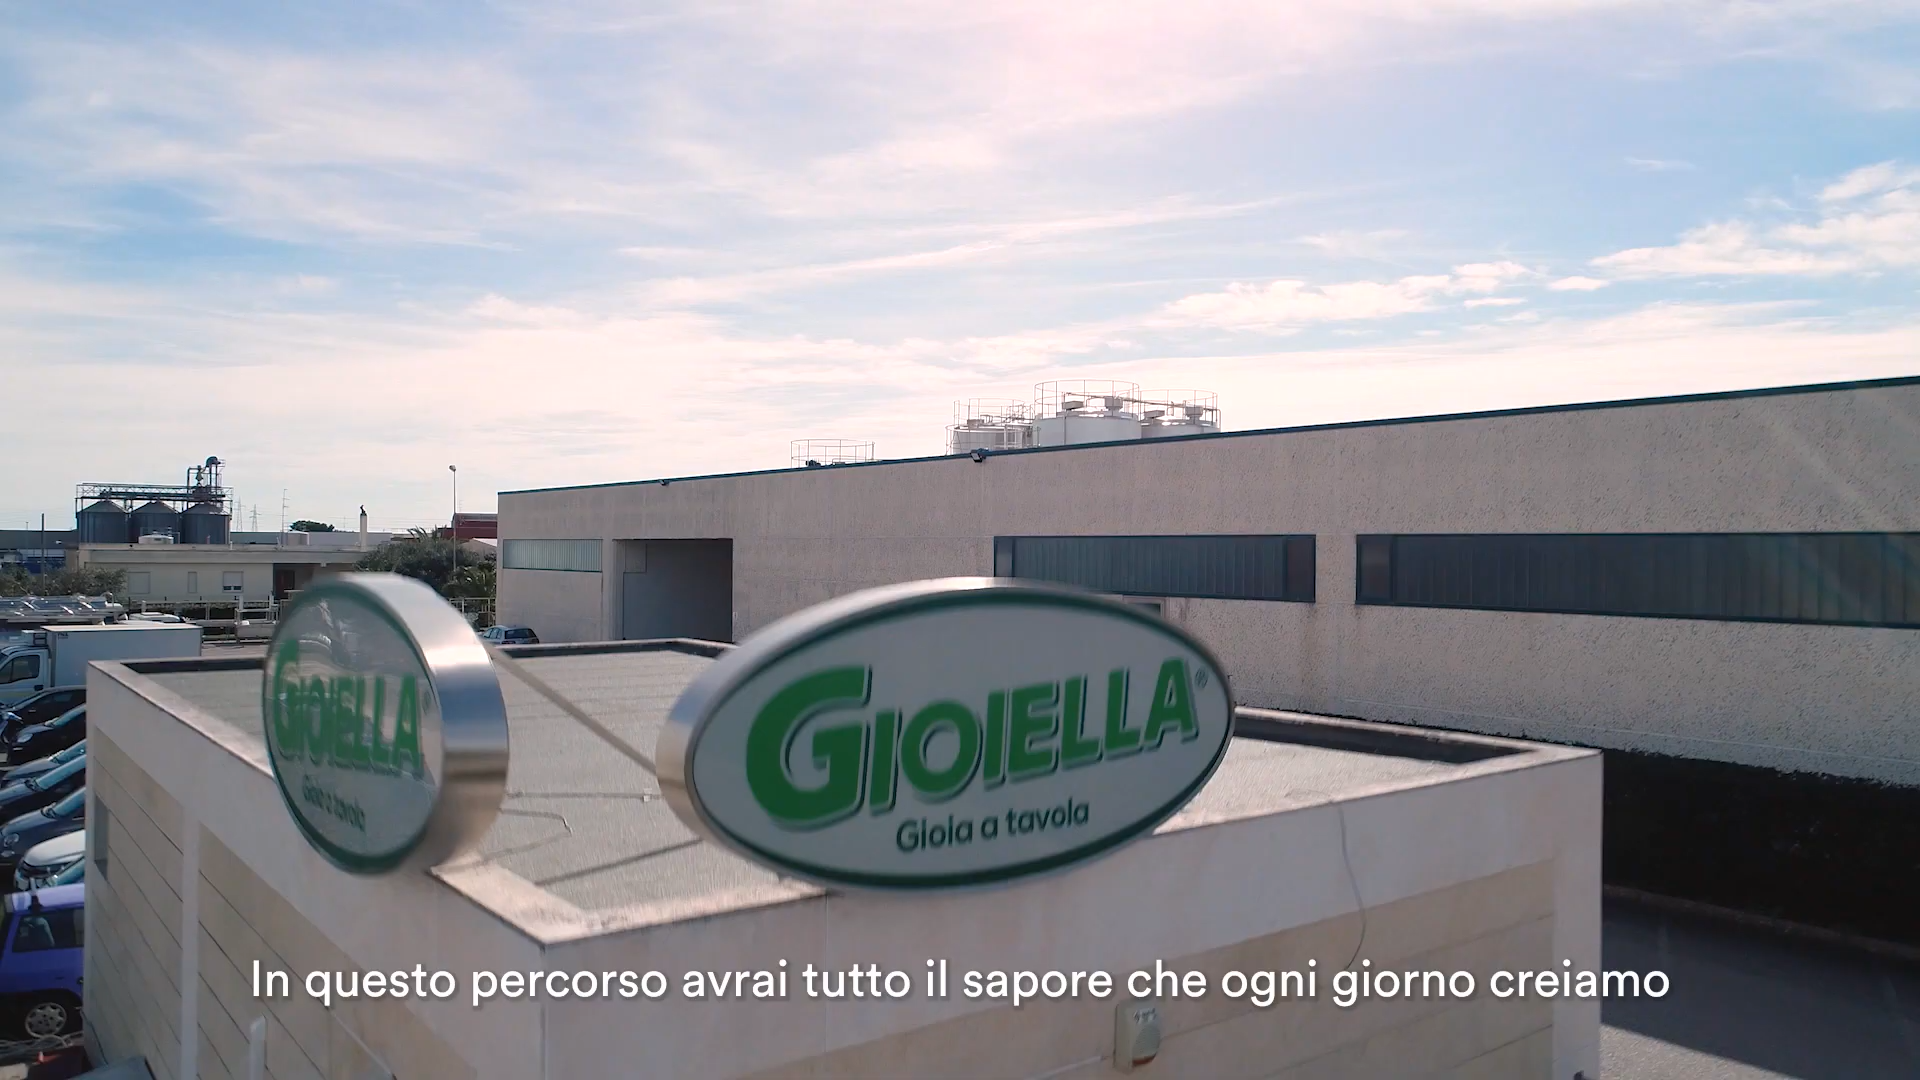 GIOIELLA
Gioia a tavola
GIOIELLA®
Gioia a tavola
In questo percorso avrai tutto il sapore che ogni giorno creiamo